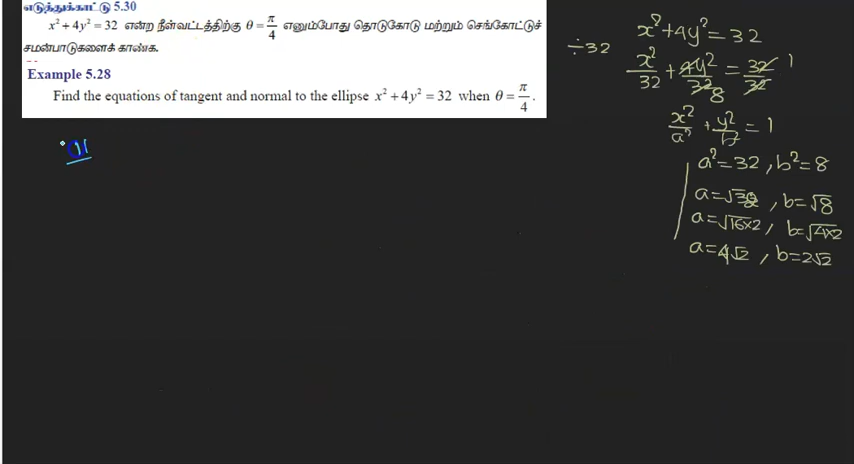 எடுத்துக்காட்டு 5.30
x² + 4y² = 32 என்ற நீள்வட்டத்திற்கு θ = π/4 எனும்போது தொடுகோடு மற்றும் செங்கோட்டுச்
சமன்பாடுகளைக் காண்க.
Example 5.28
Find the equations of tangent and normal to the ellipse x² + 4y² = 32 when θ = π/4 .
x² + 4y² = 32
÷32
x²/32 + 4y²/32 8 = 32/32 1
x²/a² + y²/b² = 1
a² = 32 , b² = 8
a = √32 , b = √8
a = √16×2 , b = √4×2
a = 4√2 , b = 2√2